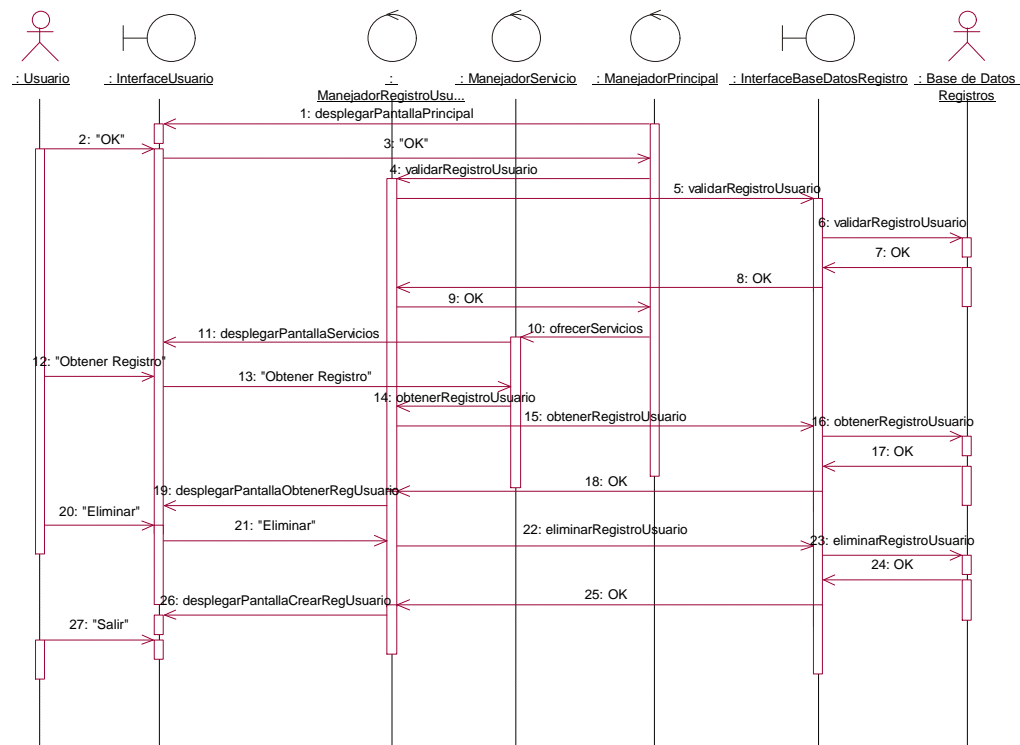 : Usuario
: InterfaceUsuario
:
ManejadorRegistroUsu...
: ManejadorServicio
: ManejadorPrincipal
: InterfaceBaseDatosRegistro
: Base de Datos
Registros
1: desplegarPantallaPrincipal
2: "OK"
3: "OK"
4: validarRegistroUsuario
5: validarRegistroUsuario
6: validarRegistroUsuario
7: OK
8: OK
9: OK
10: ofrecerServicios
11: desplegarPantallaServicios
12: "Obtener Registro"
13: "Obtener Registro"
14: obtenerRegistroUsuario
15: obtenerRegistroUsuario
16: obtenerRegistroUsuario
17: OK
18: OK
19: desplegarPantallaObtenerRegUsuario
20: "Eliminar"
21: "Eliminar"
22: eliminarRegistroUsuario
23: eliminarRegistroUsuario
24: OK
25: OK
26: desplegarPantallaCrearRegUsuario
27: "Salir"